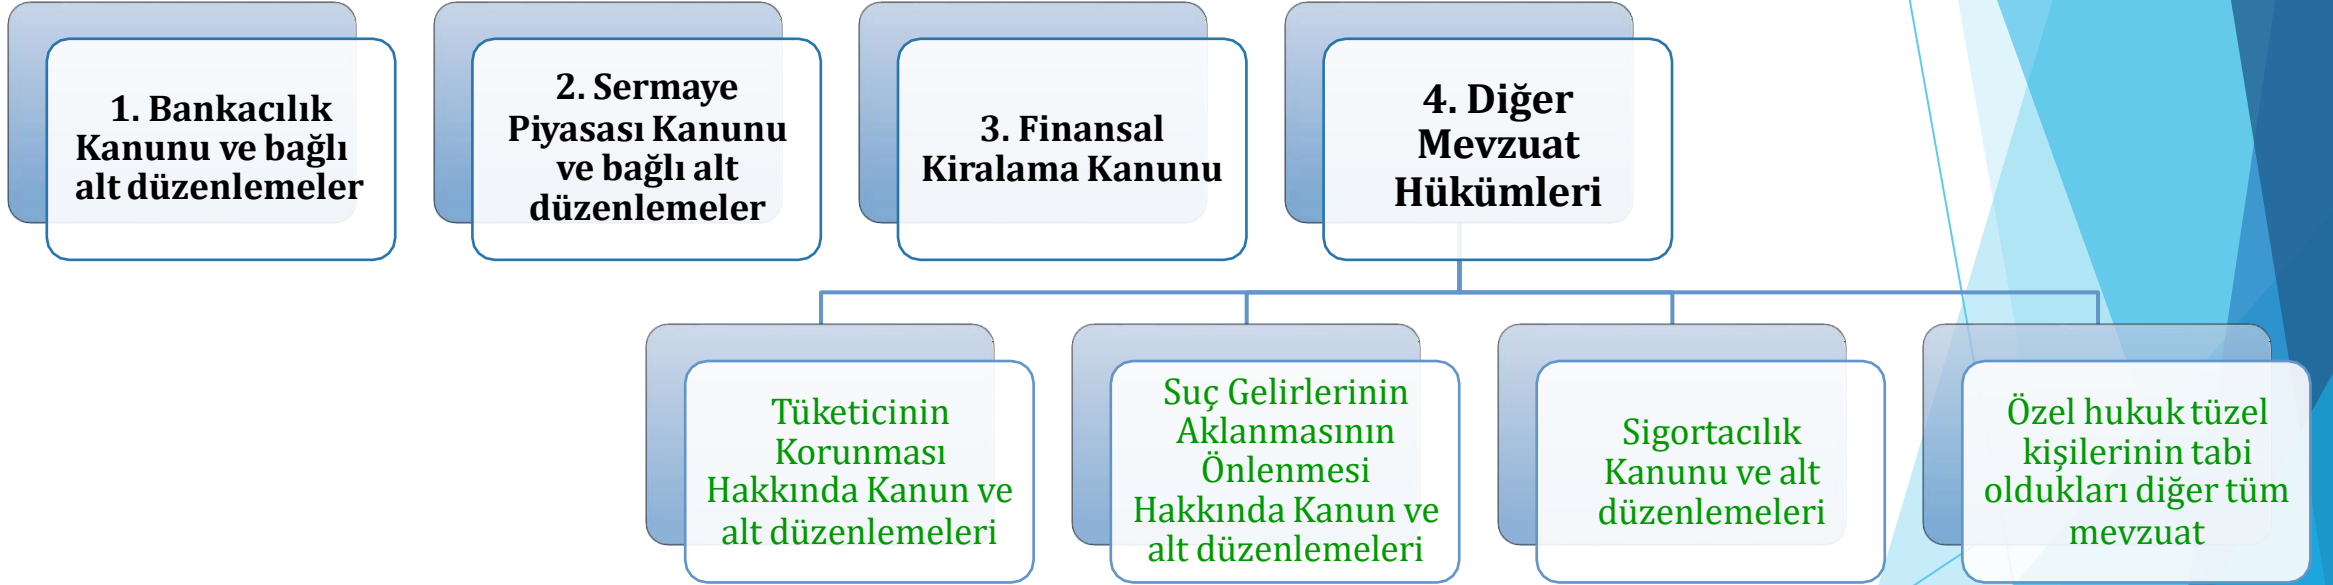 1. Bankacılık
Kanunu ve bağlı
alt düzenlemeler
2. Sermaye
Piyasası Kanunu
ve bağlı alt
düzenlemeler
3. Finansal
Kiralama Kanunu
4. Diğer
Mevzuat
Hükümleri
Tüketicinin
Korunması
Hakkında Kanun ve
alt düzenlemeleri
Suç Gelirlerinin
Aklanmasının
Önlenmesi
Hakkında Kanun ve
alt düzenlemeleri
Sigortacılık
Kanunu ve alt
düzenlemeleri
Özel hukuk tüzel
kişilerinin tabi
oldukları diğer tüm
mevzuat